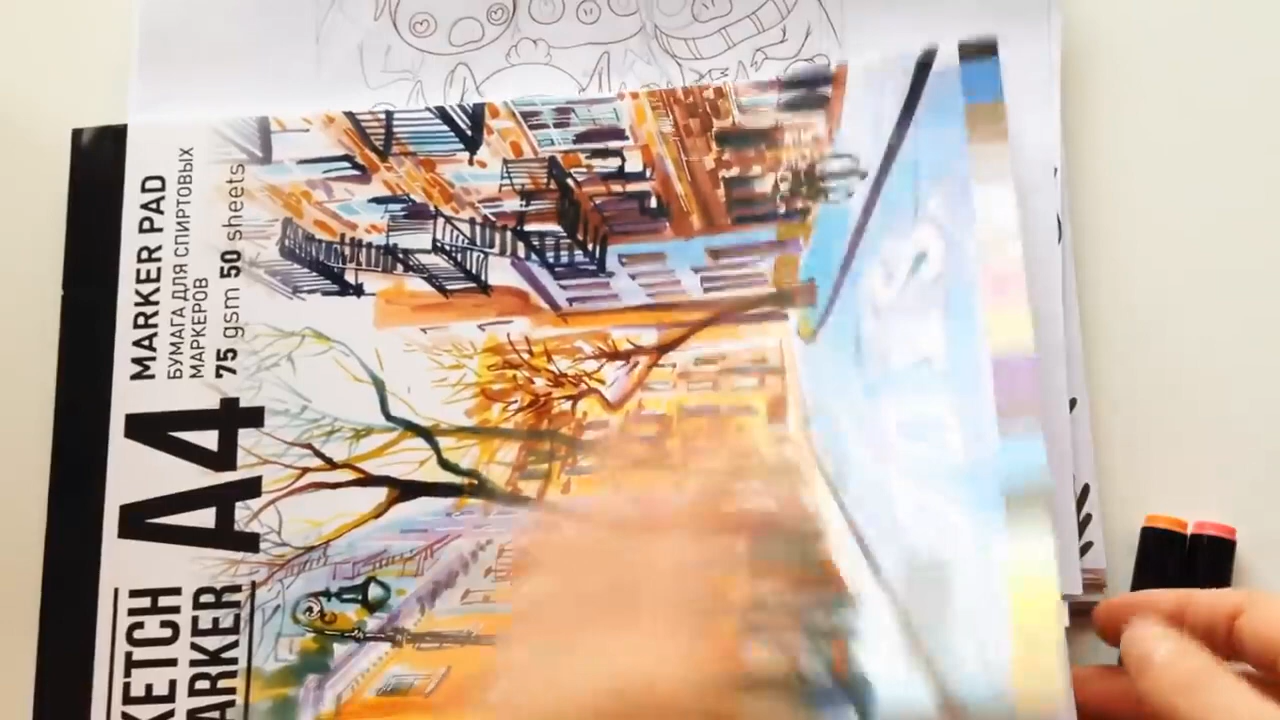 KETCH
ARKER
A4
MARKER PAD
БУМАГА ДЛЯ СПИРТОВЫХ
МАРКЕРОВ
75 gsm 50 sheets